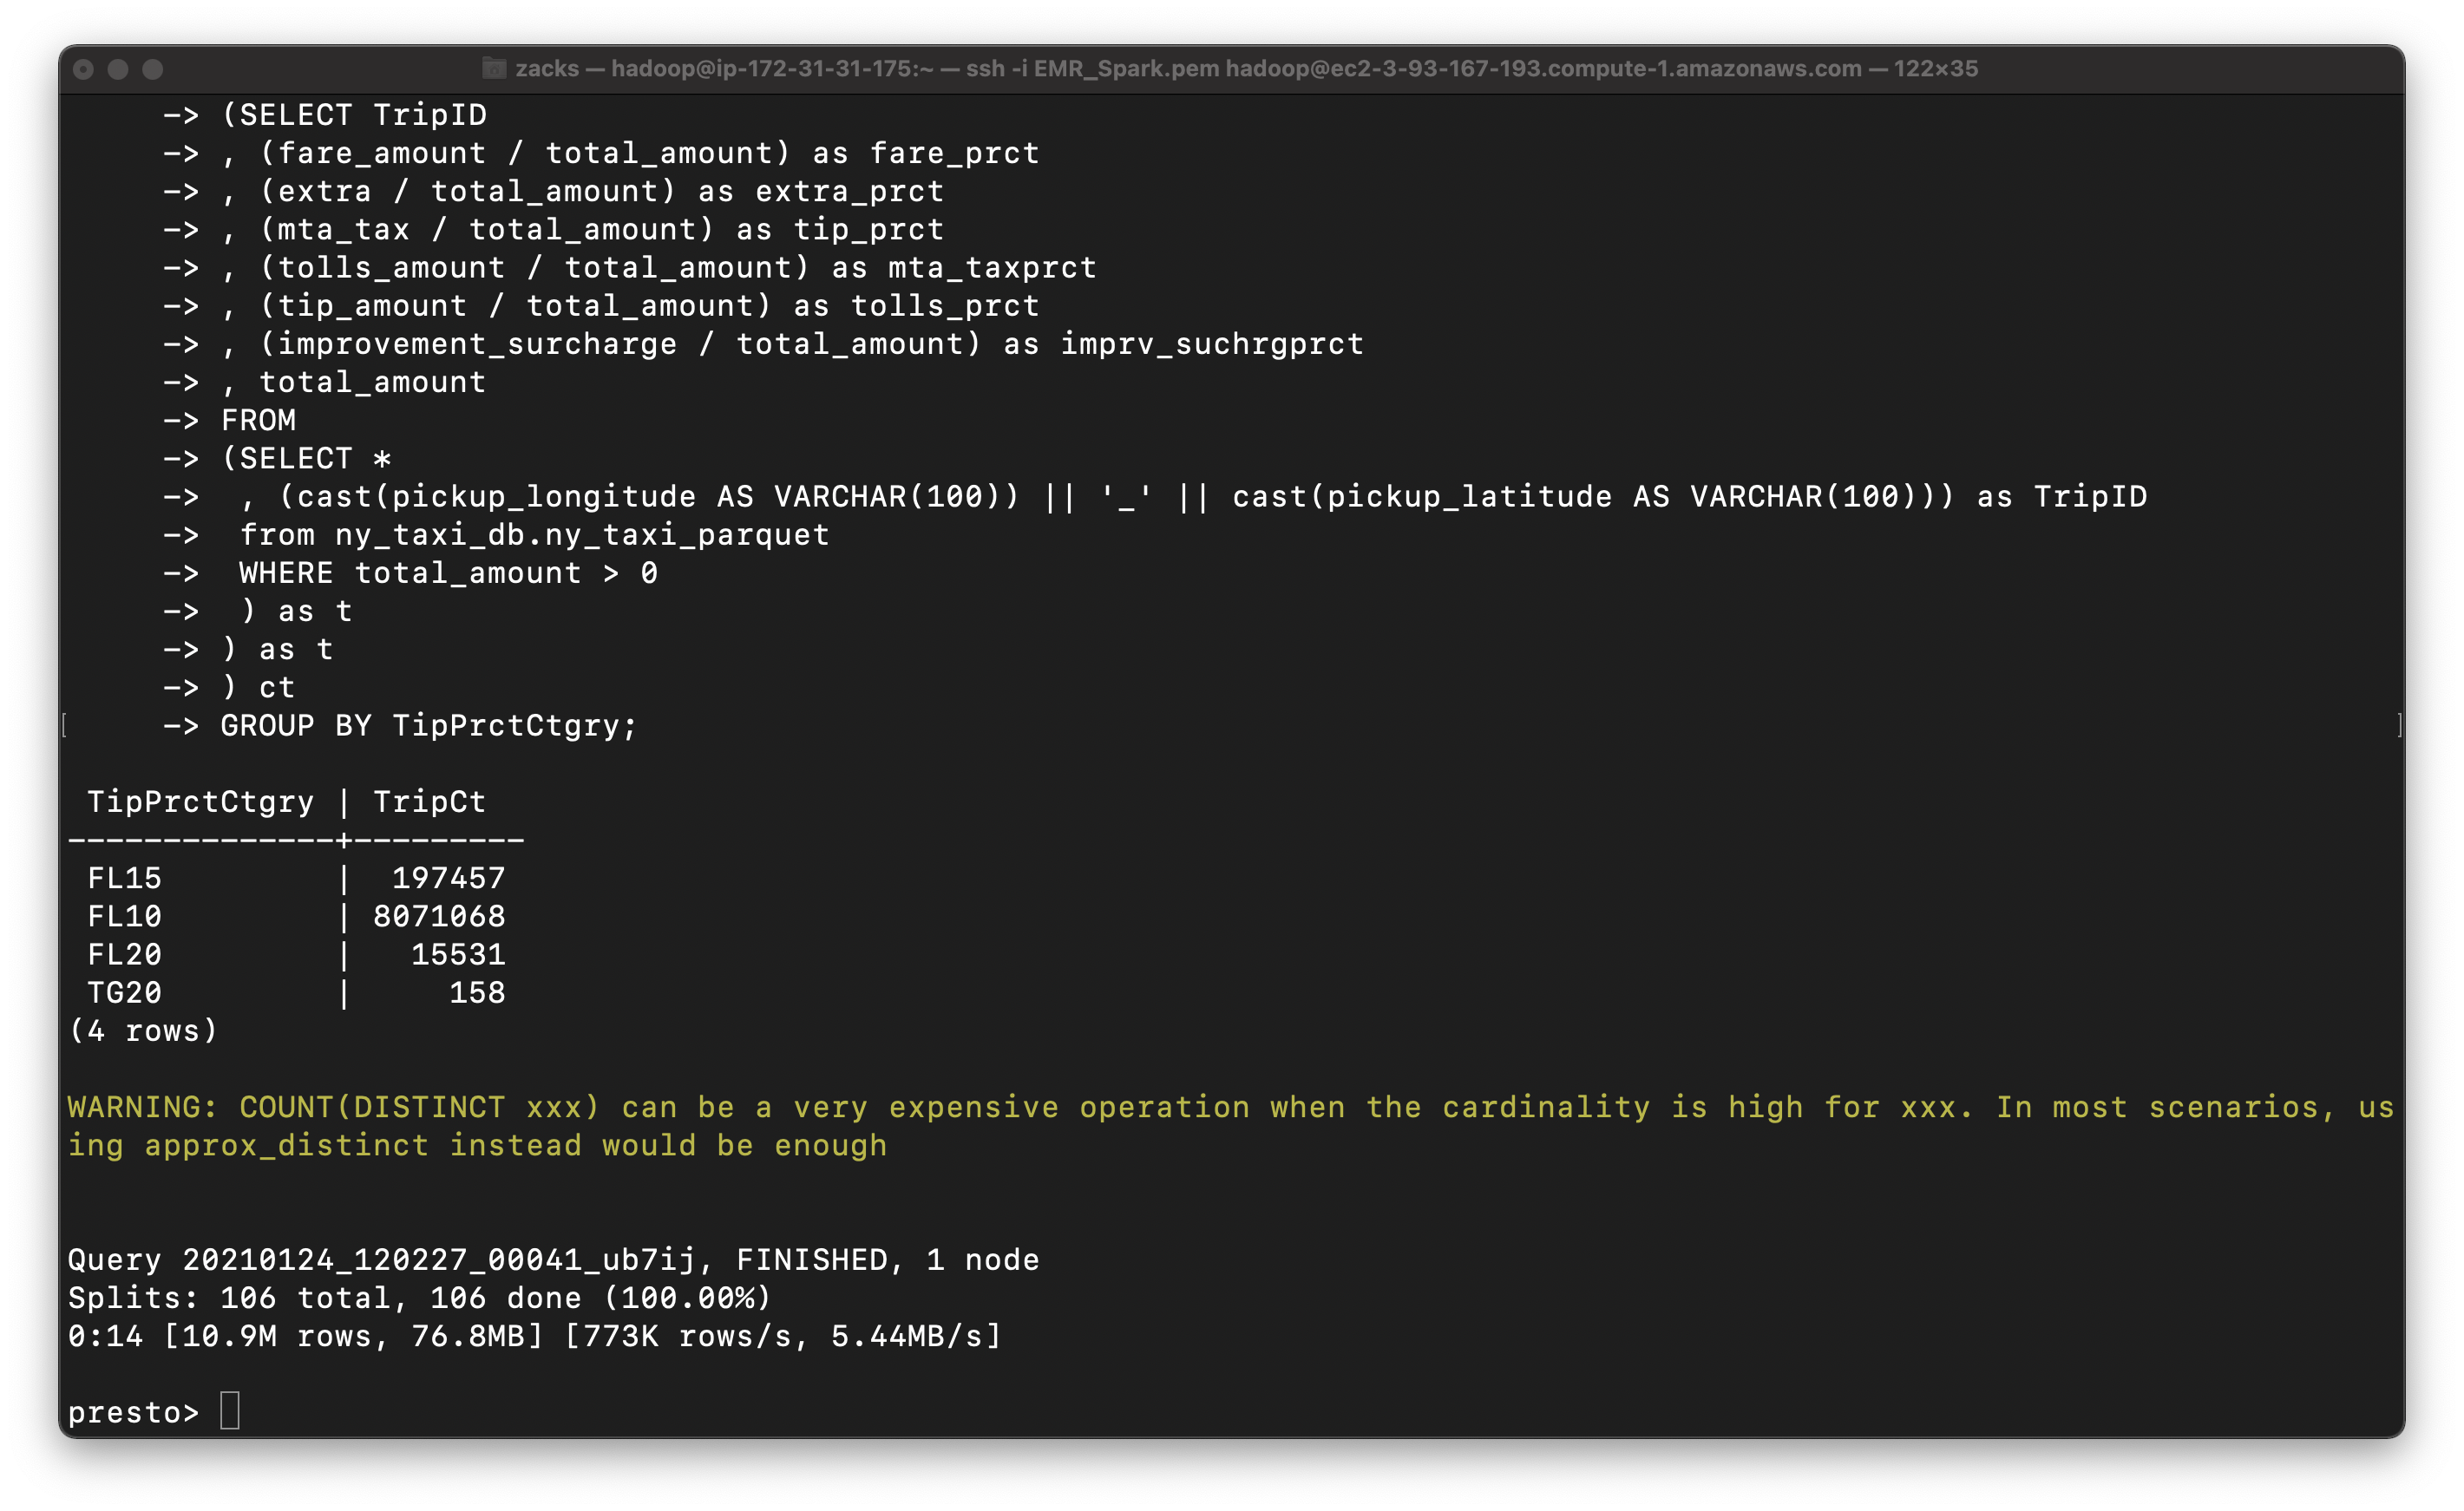 zacks — hadoop@ip-172-31-31-175:~ — ssh -i EMR_Spark.pem hadoop@ec2-3-93-167-193.compute-1.amazonaws.com — 122×35
-> (SELECT TripID
-> , (fare_amount / total_amount) as fare_prct
-> , (extra / total_amount) as extra_prct
-> , (mta_tax / total_amount) as tip_prct
-> , (tolls_amount / total_amount) as mta_taxprct
-> , (tip_amount / total_amount) as tolls_prct
-> , (improvement_surcharge / total_amount) as imprv_suchrgprct
-> , total_amount
-> FROM
-> (SELECT *
->  , (cast(pickup_longitude AS VARCHAR(100)) || '_' || cast(pickup_latitude AS VARCHAR(100))) as TripID
->  from ny_taxi_db.ny_taxi_parquet
->  WHERE total_amount > 0
->  ) as t
-> ) as t
-> ) ct
[ -> GROUP BY TipPrctCtgry; ]
TipPrctCtgry | TripCt
--------------+---------
FL15 | 197457
FL10 | 8071068
FL20 | 15531
TG20 | 158
(4 rows)
WARNING: COUNT(DISTINCT xxx) can be a very expensive operation when the cardinality is high for xxx. In most scenarios, us
ing approx_distinct instead would be enough
Query 20210124_120227_00041_ub7ij, FINISHED, 1 node
Splits: 106 total, 106 done (100.00%)
0:14 [10.9M rows, 76.8MB] [773K rows/s, 5.44MB/s]
presto>